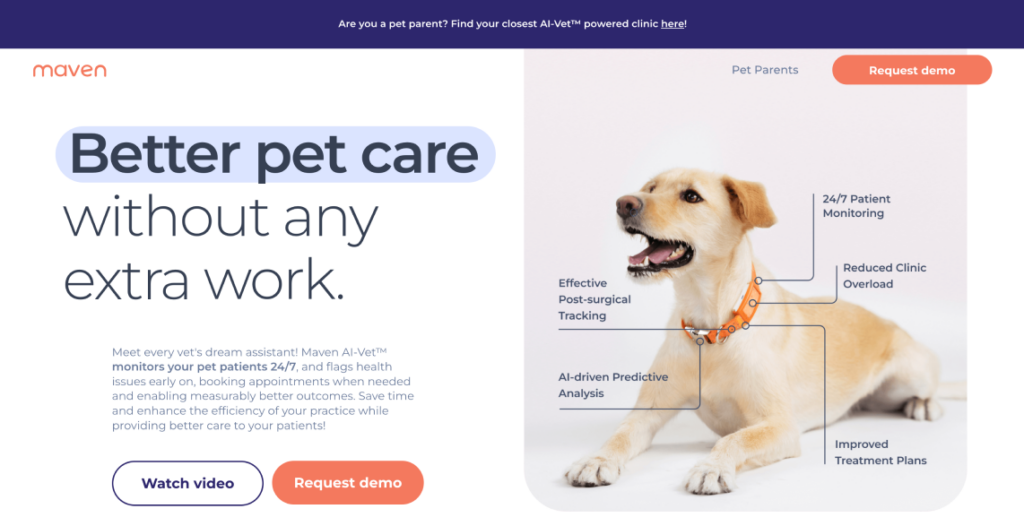 Are you a pet parent? Find your closest AI-Vet™ powered clinic here!
maven
Pet Parents
Request demo
Better pet care
without any
extra work.
Meet every vet's dream assistant! Maven AI-Vet™
monitors your pet patients 24/7, and flags health
issues early on, booking appointments when needed
and enabling measurably better outcomes. Save time
and enhance the efficiency of your practice while
providing better care to your patients!
Watch video
Request demo
24/7 Patient
Monitoring
Reduced Clinic
Overload
Effective
Post-surgical
Tracking
AI-driven Predictive
Analysis
Improved
Treatment Plans